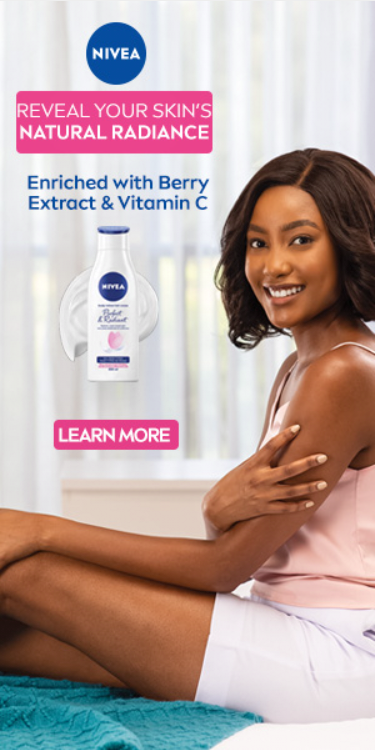 NIVEA
REVEAL YOUR SKIN'S
NATURAL RADIANCE
Enriched with Berry
Extract & Vitamin C
NIVEA
Perfect
& Radiant
LEARN MORE